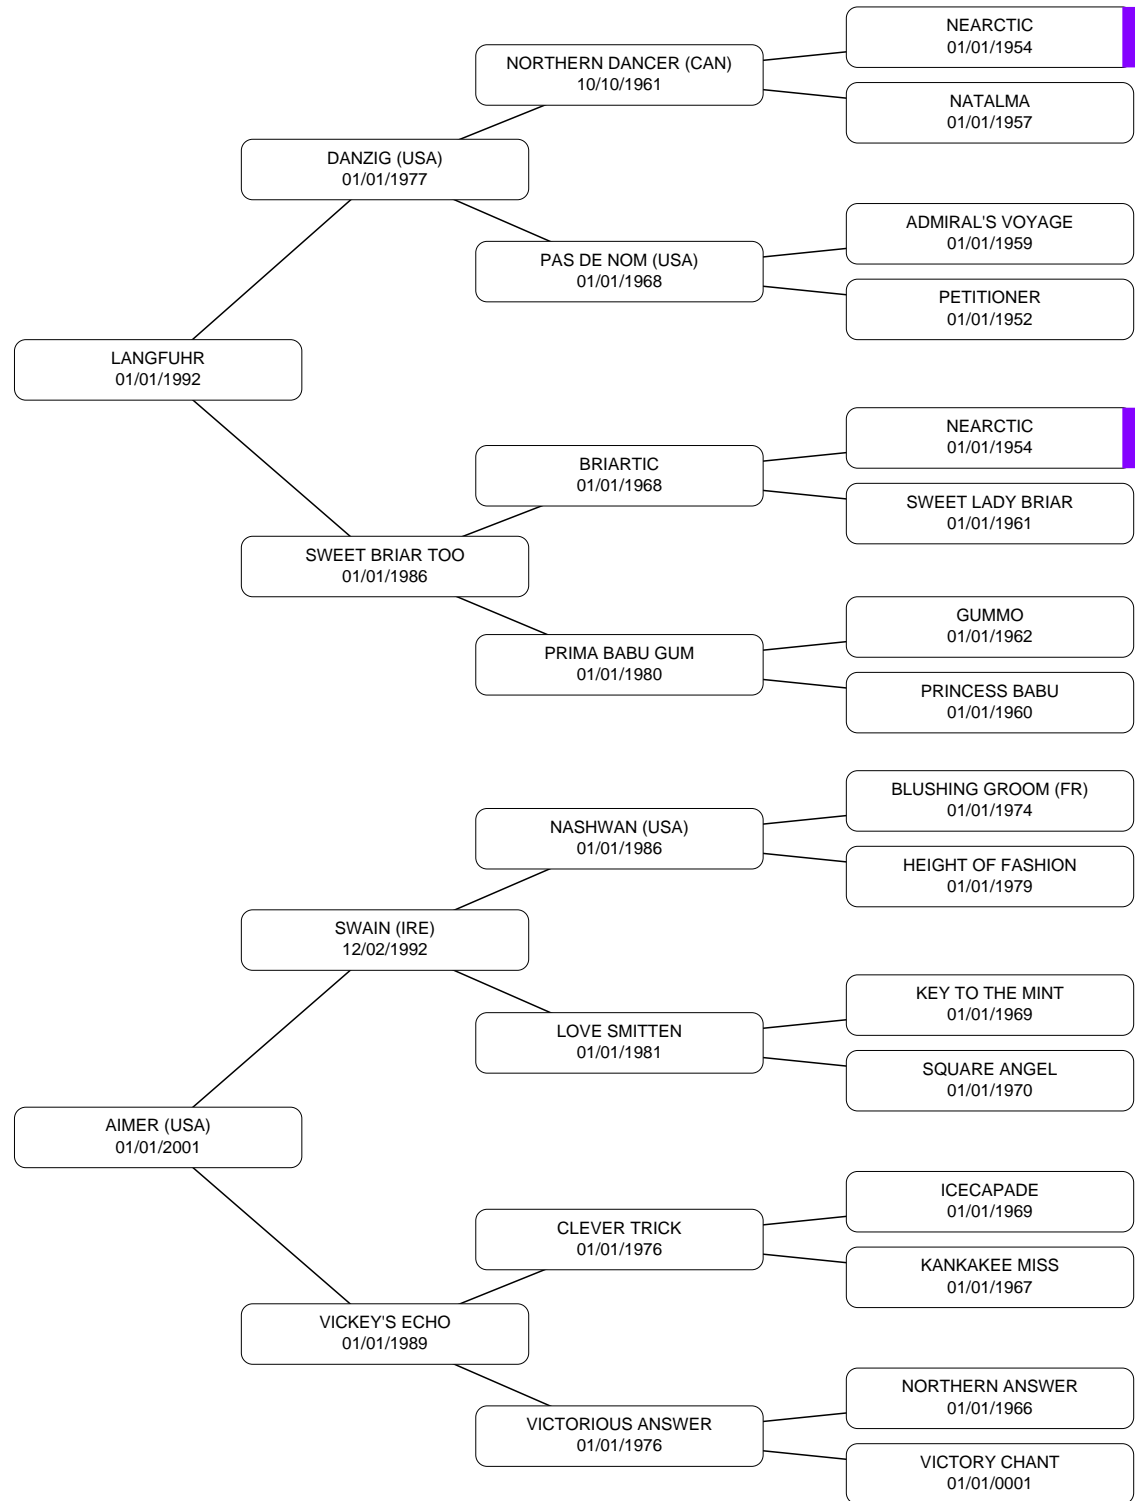 NEARCTIC
01/01/1954
NORTHERN DANCER (CAN)
10/10/1961
NATALMA
01/01/1957
DANZIG (USA)
01/01/1977
ADMIRAL'S VOYAGE
01/01/1959
PAS DE NOM (USA)
01/01/1968
PETITIONER
01/01/1952
LANGFUHR
01/01/1992
NEARCTIC
01/01/1954
BRIARTIC
01/01/1968
SWEET LADY BRIAR
01/01/1961
SWEET BRIAR TOO
01/01/1986
GUMMO
01/01/1962
PRIMA BABU GUM
01/01/1980
PRINCESS BABU
01/01/1960
BLUSHING GROOM (FR)
01/01/1974
NASHWAN (USA)
01/01/1986
HEIGHT OF FASHION
01/01/1979
SWAIN (IRE)
12/02/1992
KEY TO THE MINT
01/01/1969
LOVE SMITTEN
01/01/1981
SQUARE ANGEL
01/01/1970
AIMER (USA)
01/01/2001
ICECAPADE
01/01/1969
CLEVER TRICK
01/01/1976
KANKAKEE MISS
01/01/1967
VICKEY'S ECHO
01/01/1989
NORTHERN ANSWER
01/01/1966
VICTORIOUS ANSWER
01/01/1976
VICTORY CHANT
01/01/0001